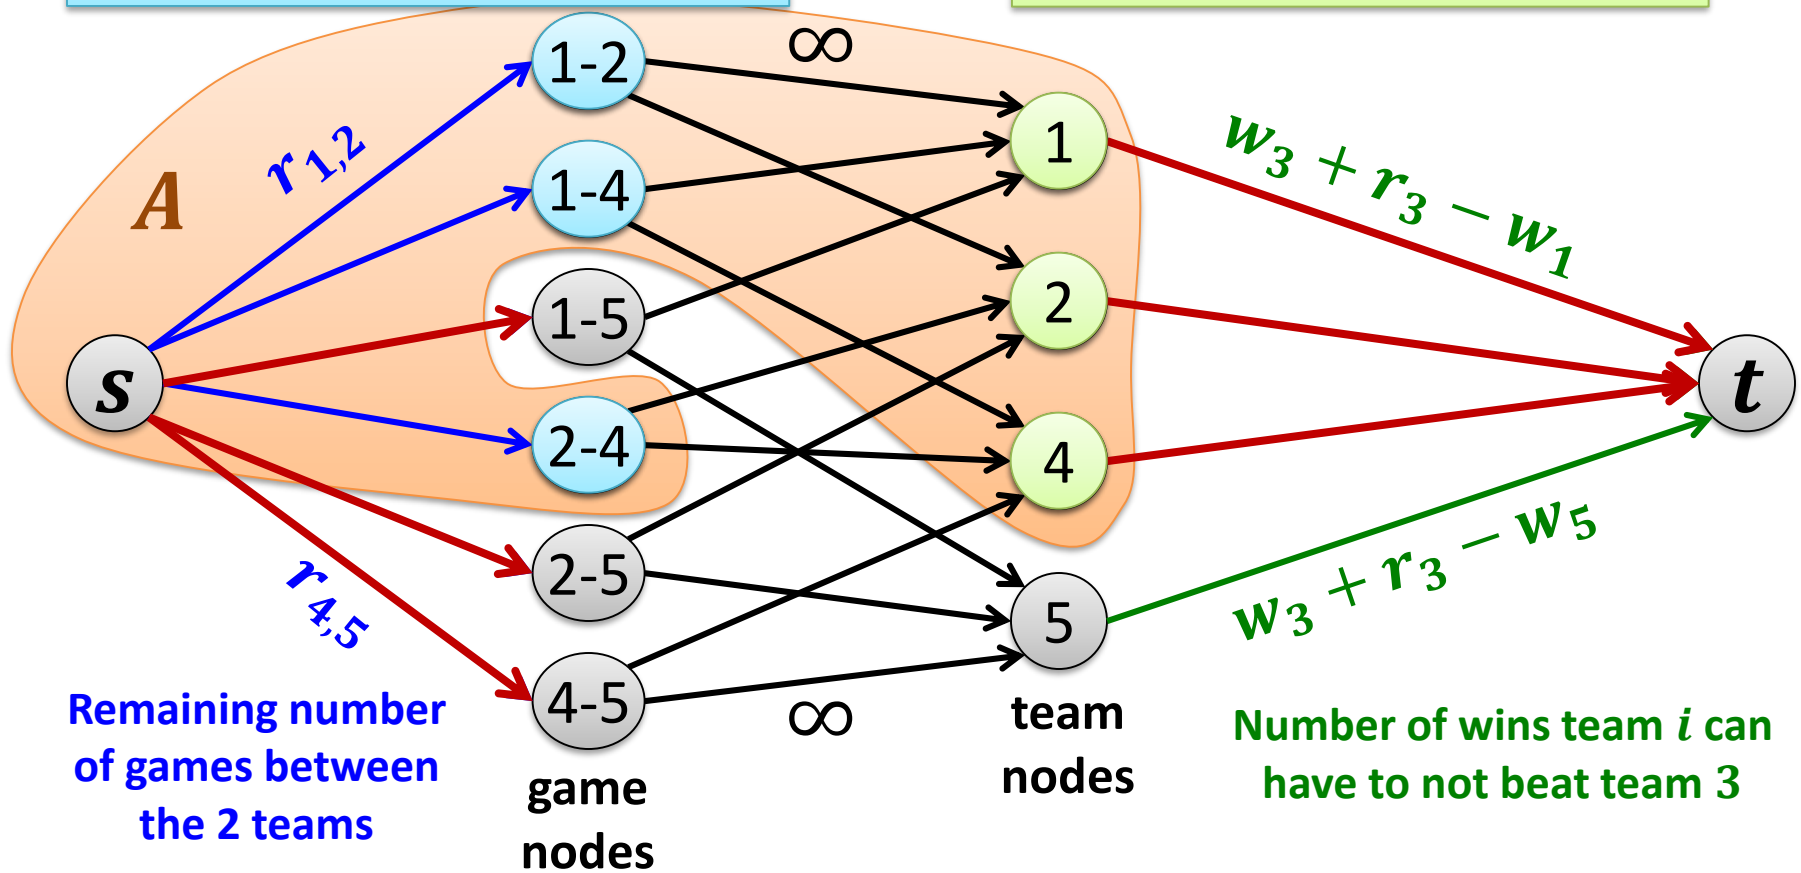 ∞
1-2
1
w₃ + r₃ − w₁
r₁,₂
1-4
A
2
1-5
s
t
2-4
4
w₃ + r₃ − w₅
2-5
5
r₄,₅
4-5
∞
Remaining number
of games between
the 2 teams
game
nodes
team
nodes
Number of wins team i can
have to not beat team 3